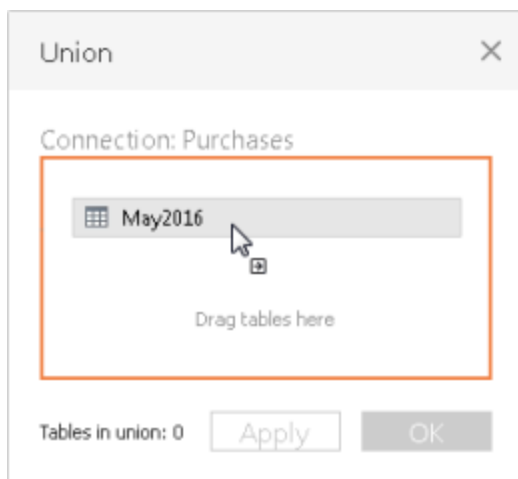 Union
Connection: Purchases
May2016
Drag tables here
Tables in union: 0 Apply OK